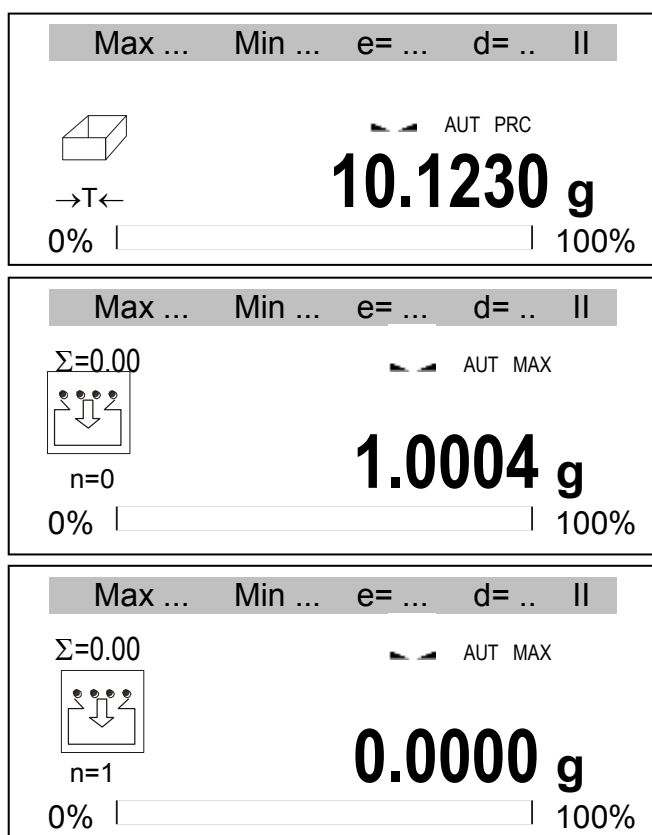 Max ... Min ... e= ... d= .. II
AUT PRC
10.1230 g
→T←
0% 100%
Max ... Min ... e= ... d= .. II
Σ=0.00
AUT MAX
1.0004 g
n=0
0% 100%
Max ... Min ... e= ... d= .. II
Σ=0.00
AUT MAX
0.0000 g
n=1
0% 100%